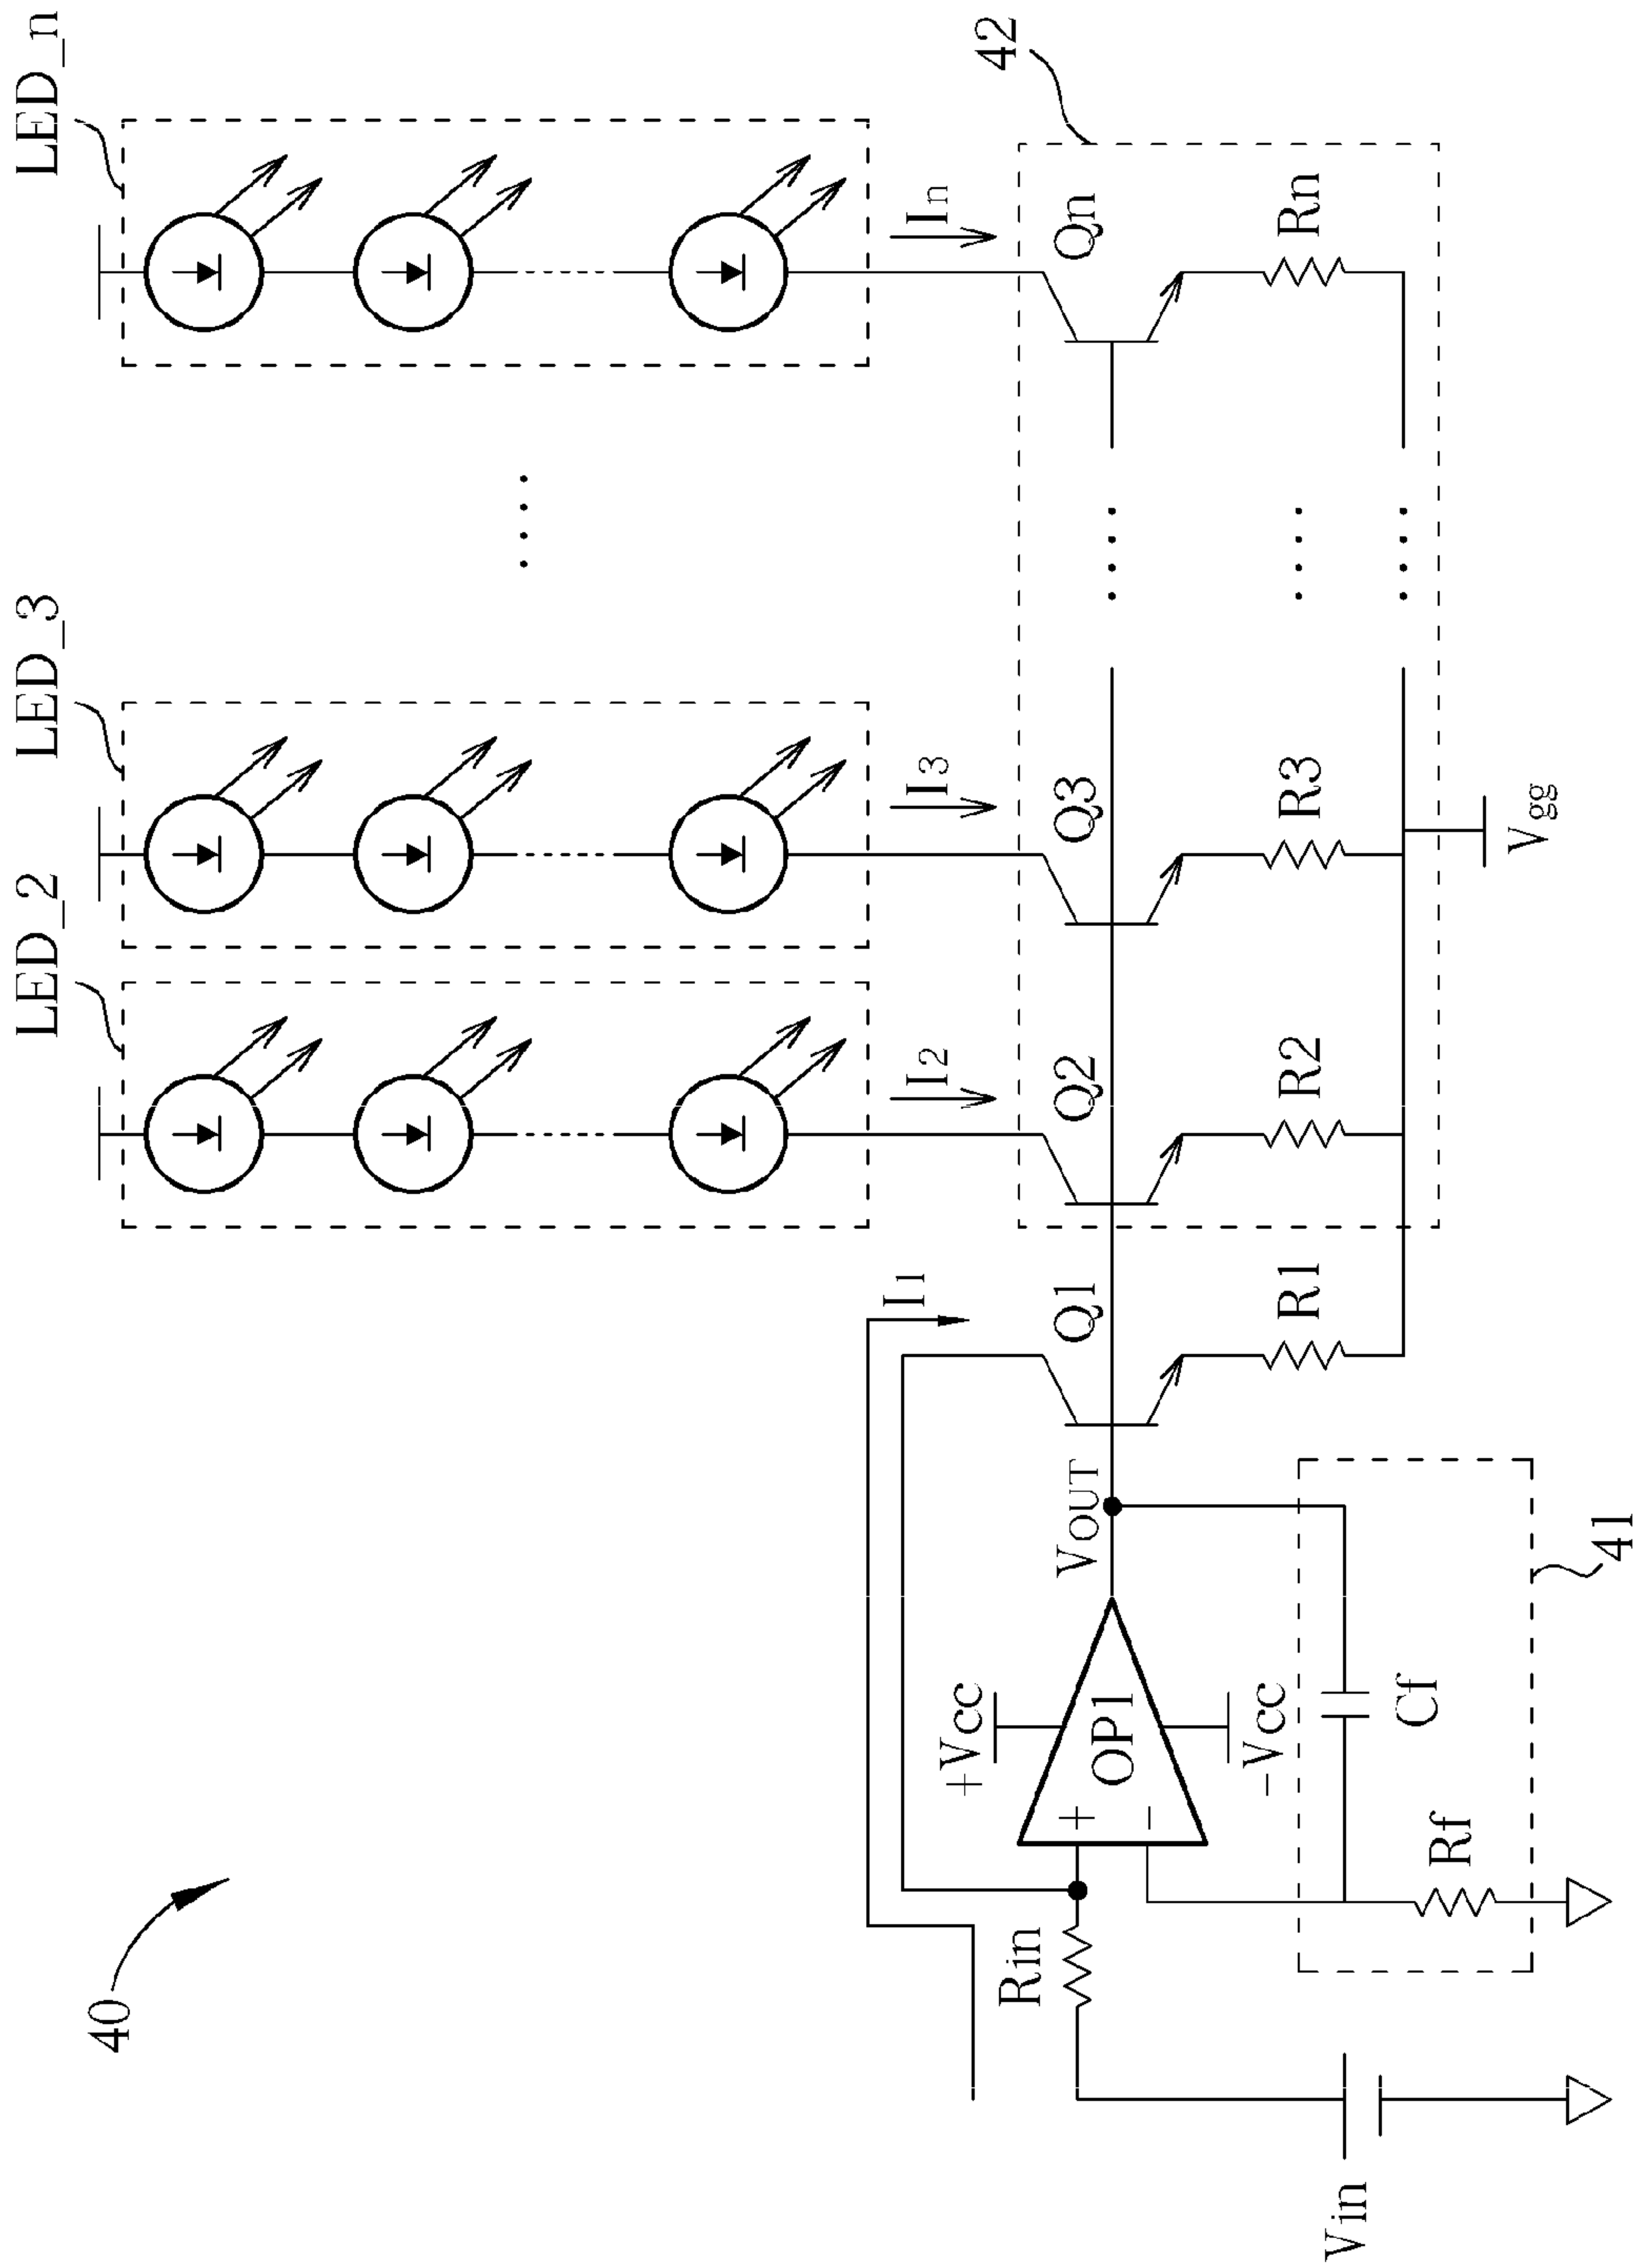 40
LED_2
LED_3
LED_n
I1
I2
I3
In
42
Q1
Q2
Q3
Qn
Vin
Rin
+Vcc
+
OP1
−
−Vcc
VOUT
R1
R2
R3
Rn
Cf
Rf
41
Vgg